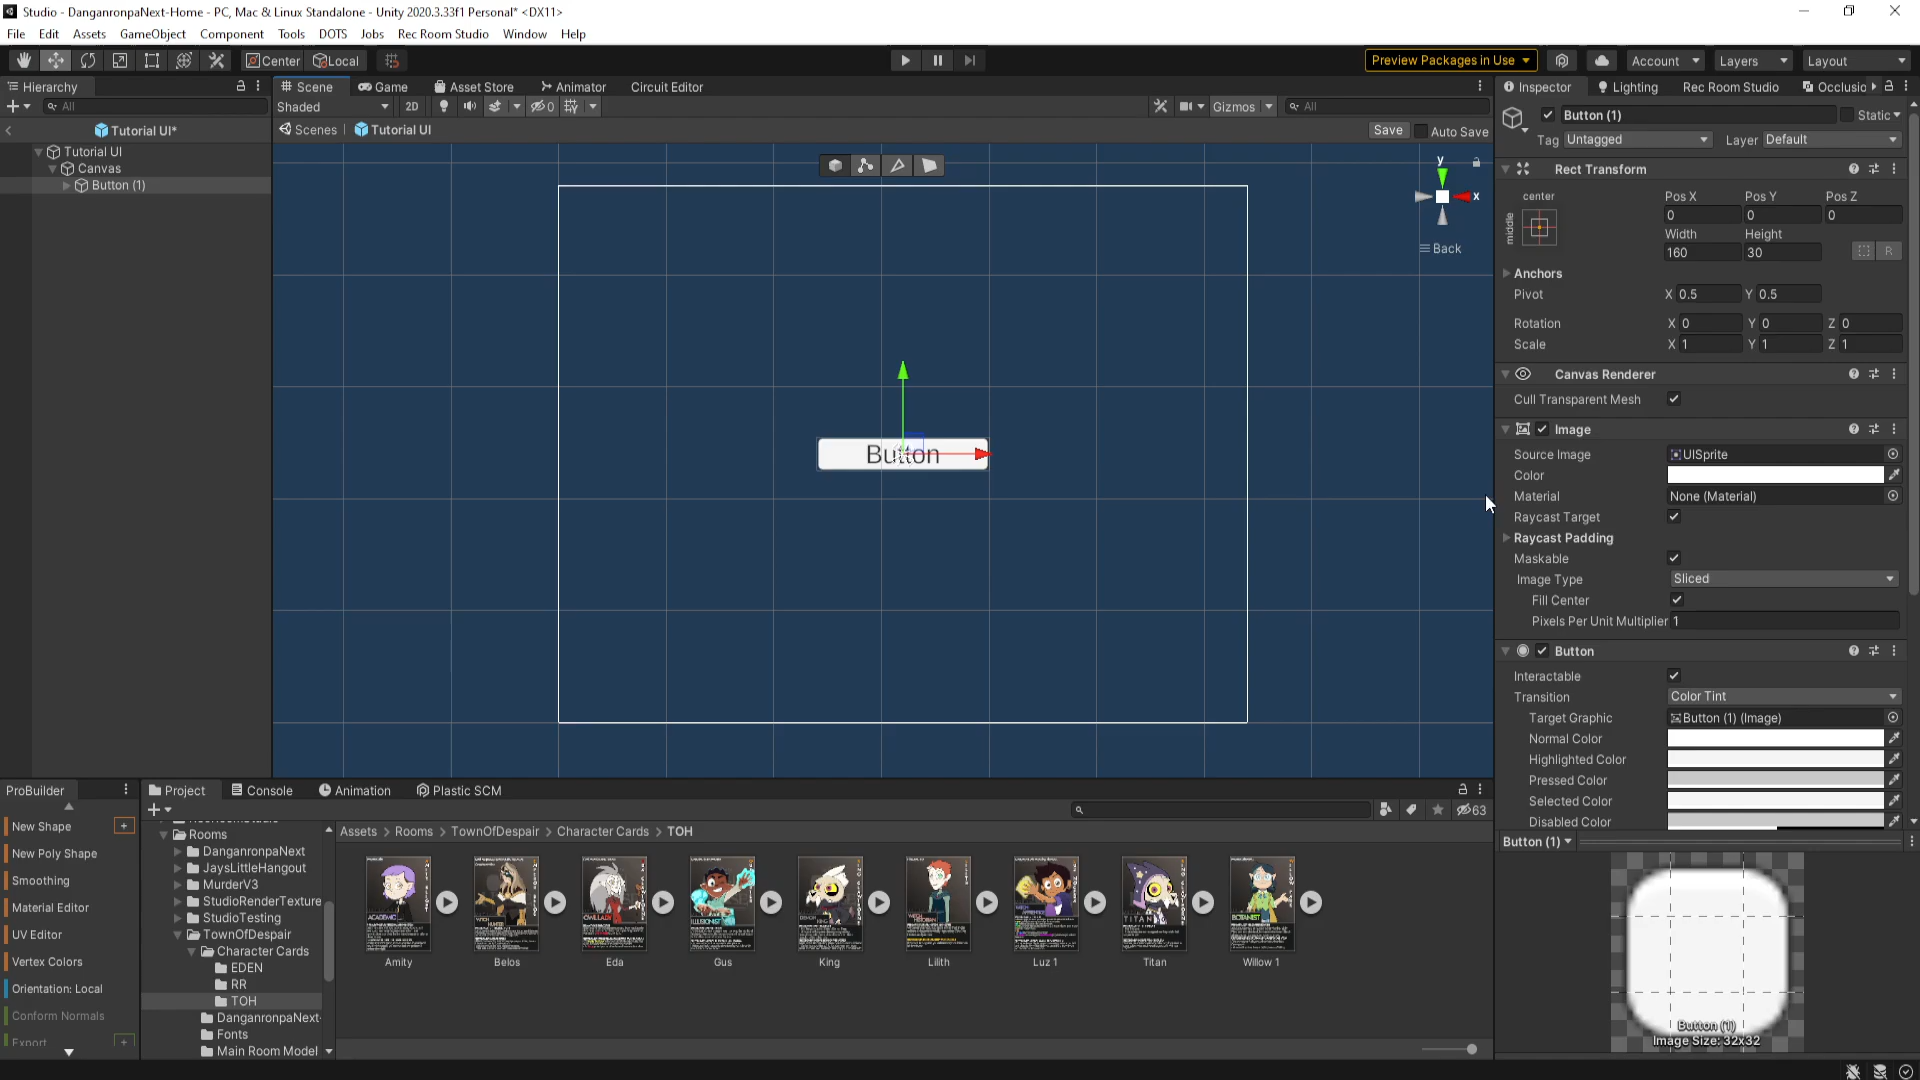 Studio - DanganronpaNext-Home - PC, Mac & Linux Standalone - Unity 2020.3.33f1 Personal* <DX11>
File Edit Assets GameObject Component Tools DOTS Jobs Rec Room Studio Window Help
Center Local Preview Packages in Use Account Layers Layout
Hierarchy
All
Tutorial UI*
Tutorial UI
Canvas
Button (1)
Scene Game Asset Store Animator Circuit Editor
Shaded 2D 0 Gizmos All
Scenes Tutorial UI Save Auto Save
y
x
Back
Button
Inspector Lighting Rec Room Studio Occlusio
Button (1) Static
Tag Untagged Layer Default
Rect Transform
center Pos X Pos Y Pos Z
middle 0 0 0
Width Height
160 30 R
Anchors
Pivot X 0.5 Y 0.5
Rotation X 0 Y 0 Z 0
Scale X 1 Y 1 Z 1
Canvas Renderer
Cull Transparent Mesh
Image
Source Image UISprite
Color
Material None (Material)
Raycast Target
Raycast Padding
Maskable
Image Type Sliced
Fill Center
Pixels Per Unit Multiplier 1
Button
Interactable
Transition Color Tint
Target Graphic Button (1) (Image)
Normal Color
Highlighted Color
Pressed Color
Selected Color
Disabled Color
Button (1)
Button (1)
Image Size: 32x32
ProBuilder
New Shape +
New Poly Shape
Smoothing
Material Editor
UV Editor
Vertex Colors
Orientation: Local
Conform Normals
Export +
Project Console Animation Plastic SCM
63
Rooms
DanganronpaNext
JaysLittleHangout
MurderV3
StudioRenderTexture
StudioTesting
TownOfDespair
Character Cards
EDEN
RR
TOH
DanganronpaNext-
Fonts
Main Room Model
Assets > Rooms > TownOfDespair > Character Cards > TOH
ACADEMIC WITCH OWL LADY ILLUSIONIST TITAN BOTANIST
Amity Belos Eda Gus King Lilith Luz 1 Titan Willow 1